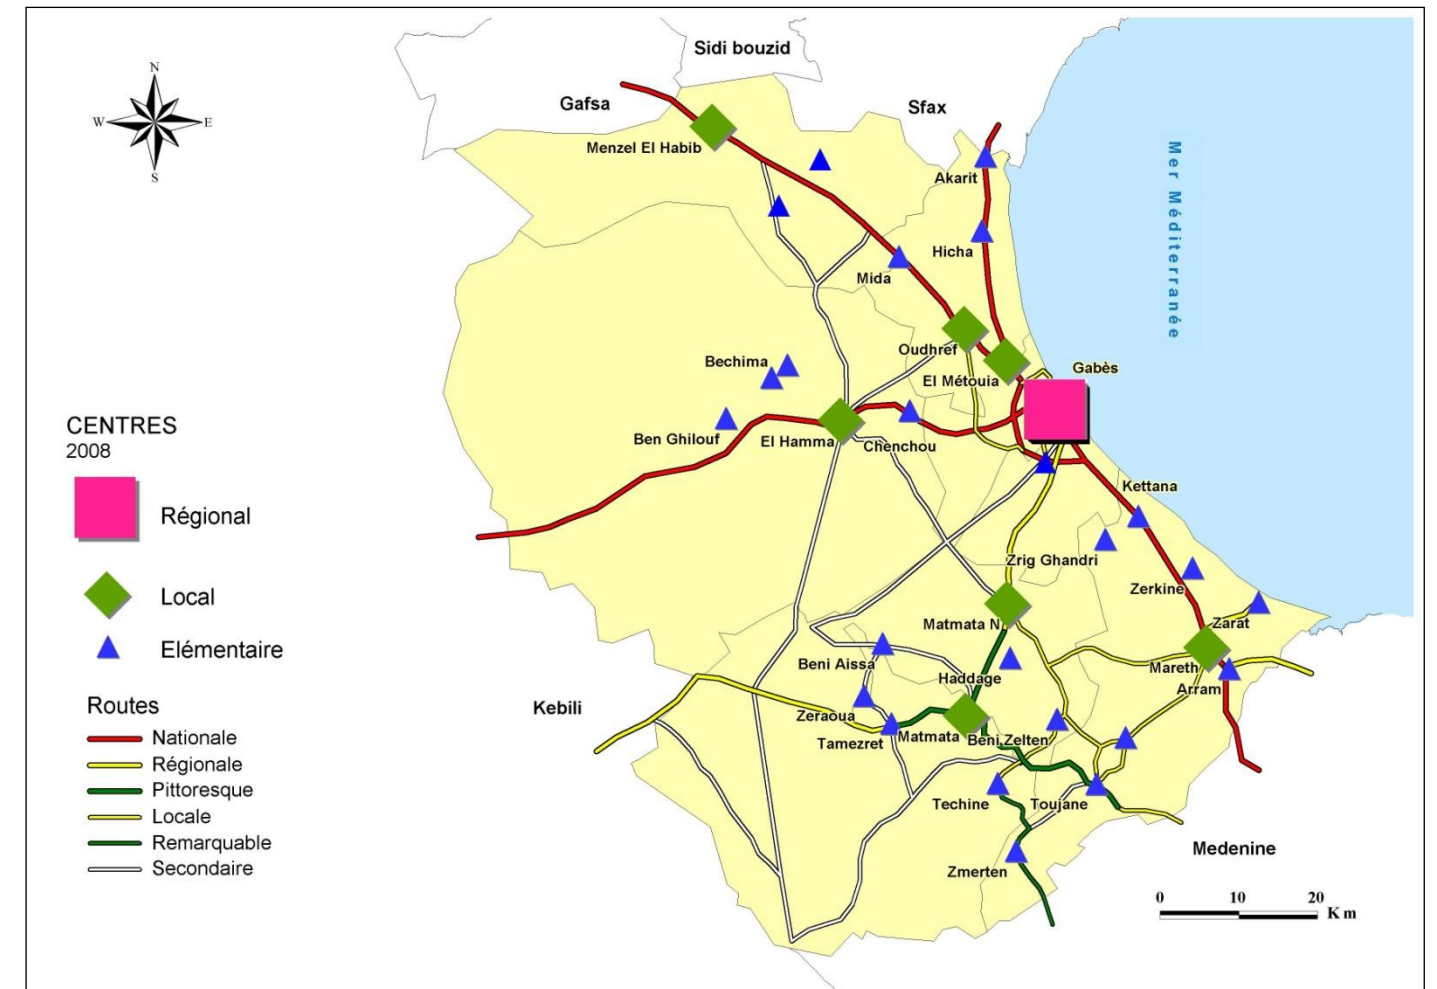 Sidi bouzid
Gafsa
Sfax
N
W
E
S
Menzel El Habib
Akarit
Mer Méditerranée
Hicha
Mida
Oudhref
Bechima
El Métouia
Gabès
CENTRES
2008
Ben Ghilouf
El Hamma
Chenchou
Kettana
Régional
Zrig Ghandri
Zerkine
Local
Matmata N
Zarat
Elémentaire
Beni Aissa
Haddage
Mareth
Arram
Routes
Kebili
Zeraoua
Nationale
Tamezret
Matmata
Beni Zelten
Régionale
Pittoresque
Techine
Toujane
Locale
Remarquable
Medenine
Secondaire
Zmerten
0 10 20
Km